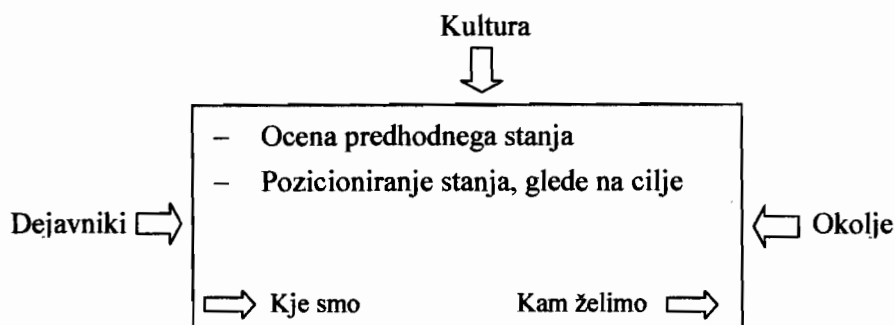 Kultura
– Ocena predhodnega stanja
– Pozicioniranje stanja, glede na cilje
Dejavniki
Okolje
Kje smo
Kam želimo